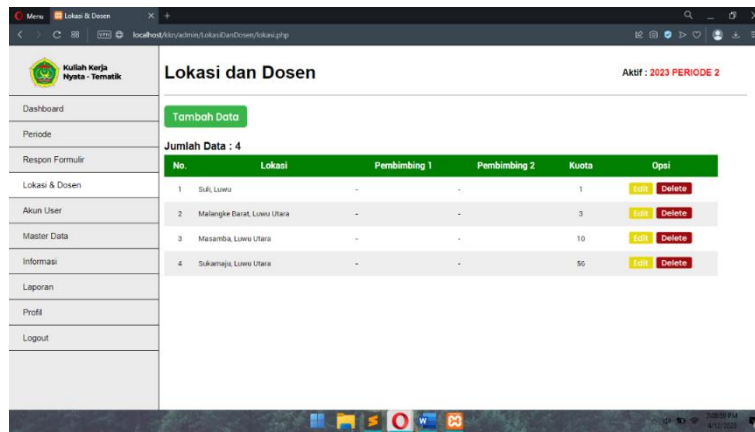 Menu Lokasi & Dosen
VPN localhost/kkn/admin/LokasiDanDosen/lokasi.php
Kuliah Kerja
Nyata - Tematik
Lokasi dan Dosen
Aktif : 2023 PERIODE 2
Dashboard
Periode
Respon Formulir
Lokasi & Dosen
Akun User
Master Data
Informasi
Laporan
Profil
Logout
Tambah Data
Jumlah Data : 4
No. Lokasi Pembimbing 1 Pembimbing 2 Kuota Opsi
1 Suli, Luwu - - 1 Edit Delete
2 Malangke Barat, Luwu Utara - - 3 Edit Delete
3 Masamba, Luwu Utara - - 10 Edit Delete
4 Sukamaju, Luwu Utara - - 56 Edit Delete